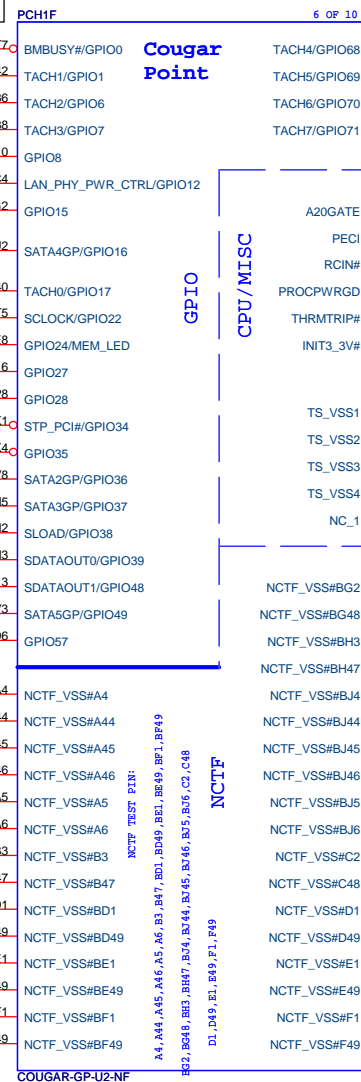 PCH1F
6 OF 10
Cougar
Point
BMBUSY#/GPIO0
TACH1/GPIO1
TACH2/GPIO6
TACH3/GPIO7
GPIO8
LAN_PHY_PWR_CTRL/GPIO12
GPIO15
SATA4GP/GPIO16
TACH0/GPIO17
SCLOCK/GPIO22
GPIO24/MEM_LED
GPIO27
GPIO28
STP_PCI#/GPIO34
GPIO35
SATA2GP/GPIO36
SATA3GP/GPIO37
SLOAD/GPIO38
SDATAOUT0/GPIO39
SDATAOUT1/GPIO48
SATA5GP/GPIO49
GPIO57
NCTF_VSS#A4
NCTF_VSS#A44
NCTF_VSS#A45
NCTF_VSS#A46
NCTF_VSS#A5
NCTF_VSS#A6
NCTF_VSS#B3
NCTF_VSS#B47
NCTF_VSS#BD1
NCTF_VSS#BD49
NCTF_VSS#BE1
NCTF_VSS#BE49
NCTF_VSS#BF1
NCTF_VSS#BF49
GPIO
CPU/MISC
NCTF TEST PIN:
A4,A44,A45,A46,A5,A6,B3,B47,BD1,BD49,BE1,BE49,BF1,BF49
BG2,BG48,BH3,BH47,BJ4,BJ44,BJ45,BJ46,BJ5,BJ6,C2,C48
D1,D49,E1,E49,F1,F49
NCTF
TACH4/GPIO68
TACH5/GPIO69
TACH6/GPIO70
TACH7/GPIO71
A20GATE
PECI
RCIN#
PROCPWRGD
THRMTRIP#
INIT3_3V#
TS_VSS1
TS_VSS2
TS_VSS3
TS_VSS4
NC_1
NCTF_VSS#BG2
NCTF_VSS#BG48
NCTF_VSS#BH3
NCTF_VSS#BH47
NCTF_VSS#BJ4
NCTF_VSS#BJ44
NCTF_VSS#BJ45
NCTF_VSS#BJ46
NCTF_VSS#BJ5
NCTF_VSS#BJ6
NCTF_VSS#C2
NCTF_VSS#C48
NCTF_VSS#D1
NCTF_VSS#D49
NCTF_VSS#E1
NCTF_VSS#E49
NCTF_VSS#F1
NCTF_VSS#F49
COUGAR-GP-U2-NF